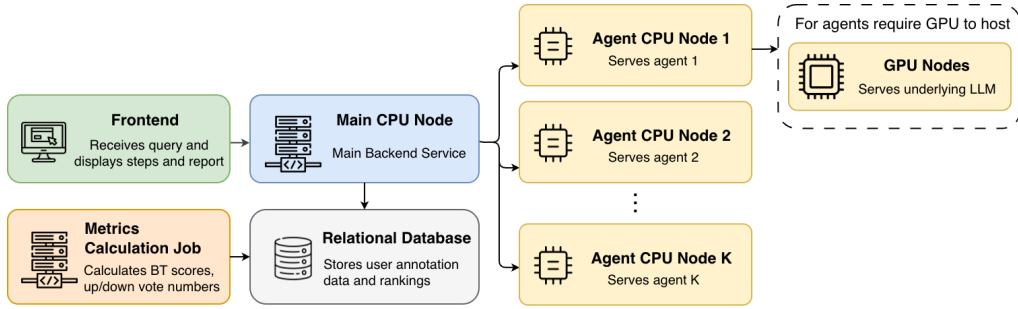 Frontend
Receives query and
displays steps and report
Main CPU Node
Main Backend Service
Agent CPU Node 1
Serves agent 1
For agents require GPU to host
GPU Nodes
Serves underlying LLM
Agent CPU Node 2
Serves agent 2
Metrics
Calculation Job
Calculates BT scores,
up/down vote numbers
Relational Database
Stores user annotation
data and rankings
Agent CPU Node K
Serves agent K